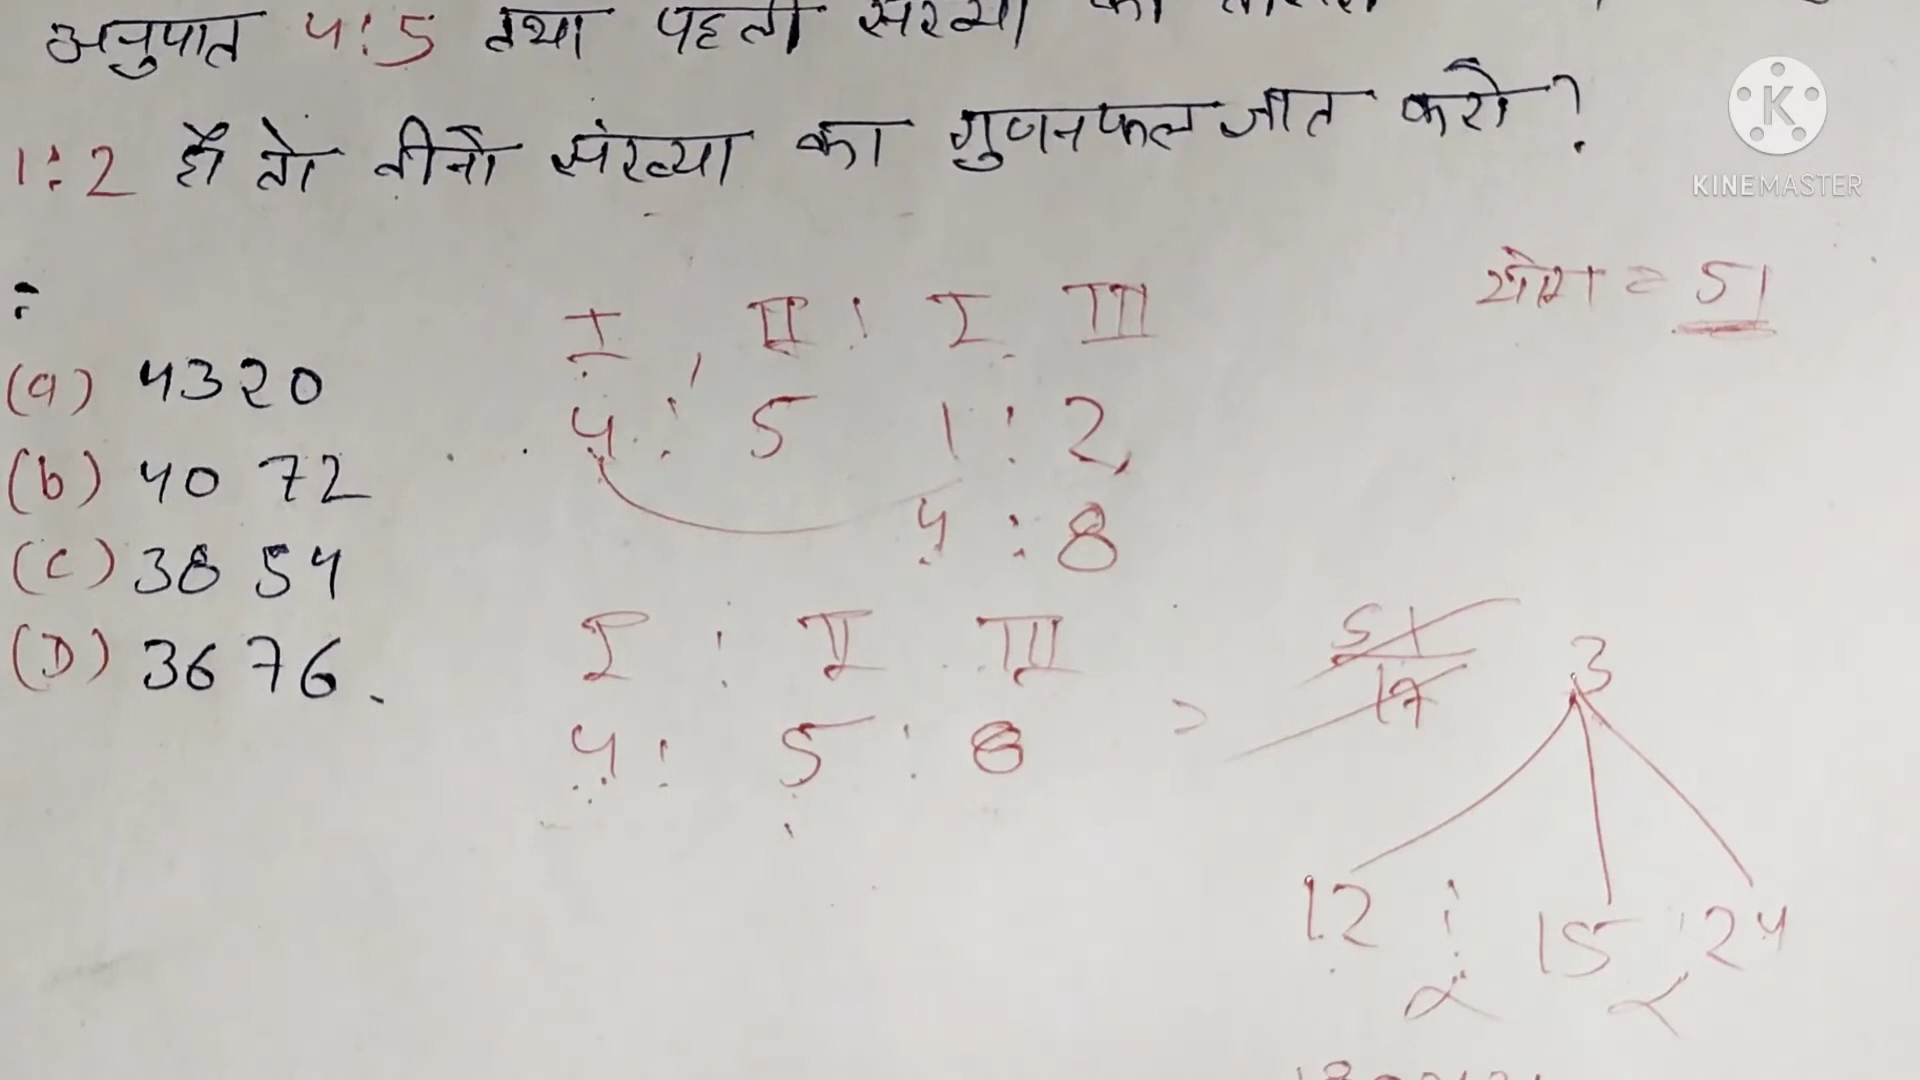 अनुपात 4:5 तथा पहली संख्या का
1:2 हो तो तीनो संख्या का गुणनफल ज्ञात करो?
KINEMASTER
योग = 51
I , II : I III
(a) 4320
4 : 5 1 : 2
(b) 4072
4 : 8
(c) 3854
I : II III
51
17
3
(D) 3676
4 : 5 : 8
12 : 15 : 24